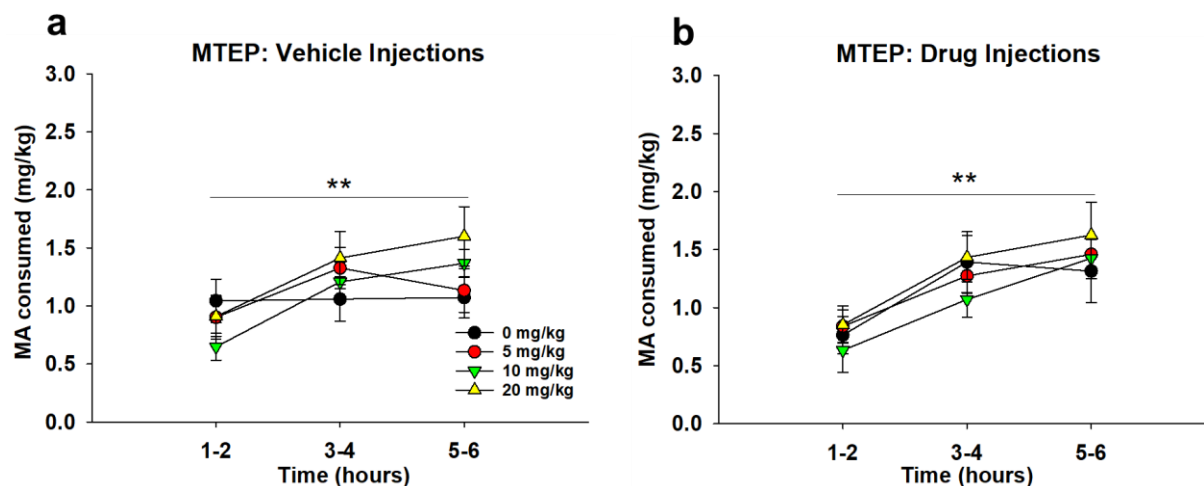 a
MTEP: Vehicle Injections
MA consumed (mg/kg)
3.0
2.5
2.0
1.5
1.0
0.5
0.0
**
0 mg/kg
5 mg/kg
10 mg/kg
20 mg/kg
1-2
3-4
5-6
Time (hours)
b
MTEP: Drug Injections
MA consumed (mg/kg)
3.0
2.5
2.0
1.5
1.0
0.5
0.0
**
1-2
3-4
5-6
Time (hours)